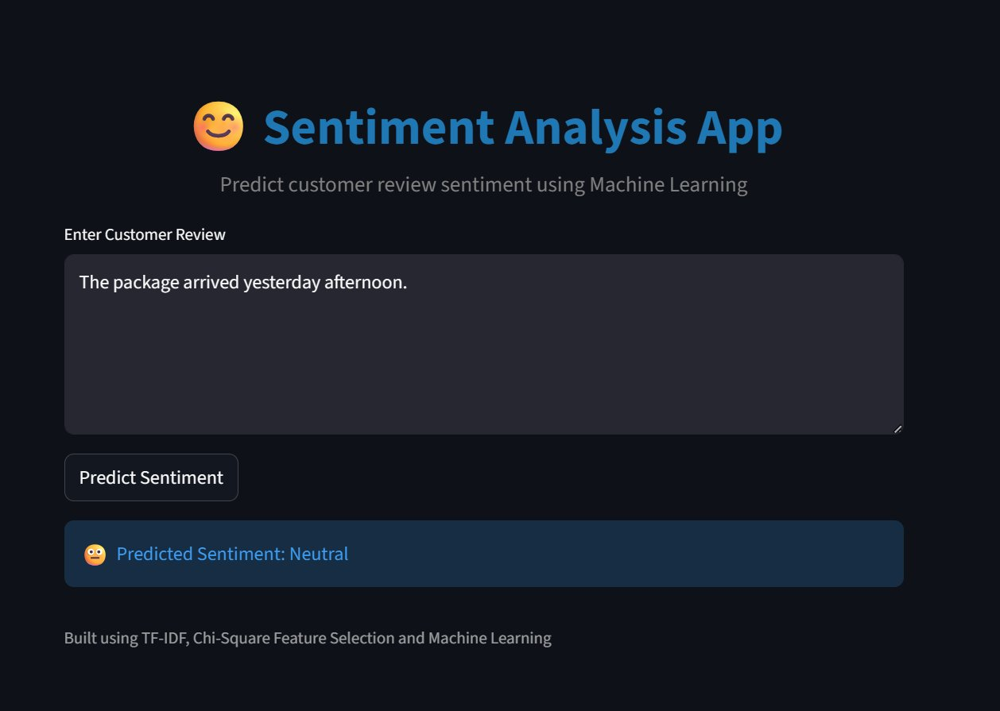 😊 Sentiment Analysis App
Predict customer review sentiment using Machine Learning
Enter Customer Review
The package arrived yesterday afternoon.
Predict Sentiment
😐 Predicted Sentiment: Neutral
Built using TF-IDF, Chi-Square Feature Selection and Machine Learning